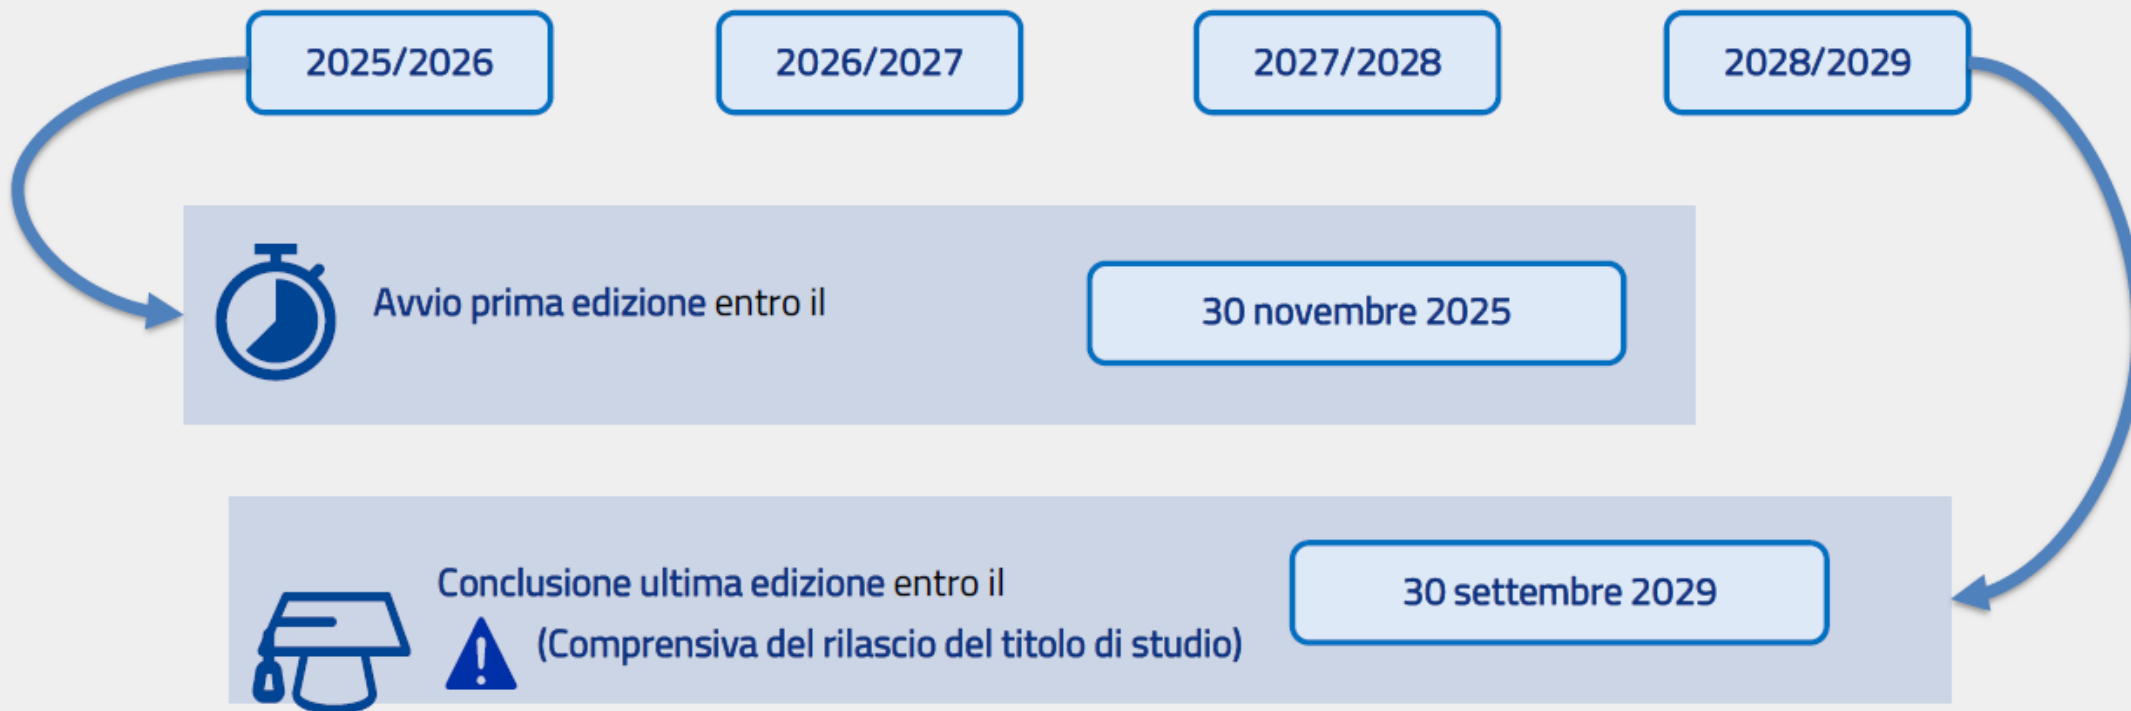 2025/2026
2026/2027
2027/2028
2028/2029
Avvio prima edizione entro il
30 novembre 2025
Conclusione ultima edizione entro il
(Comprensiva del rilascio del titolo di studio)
30 settembre 2029